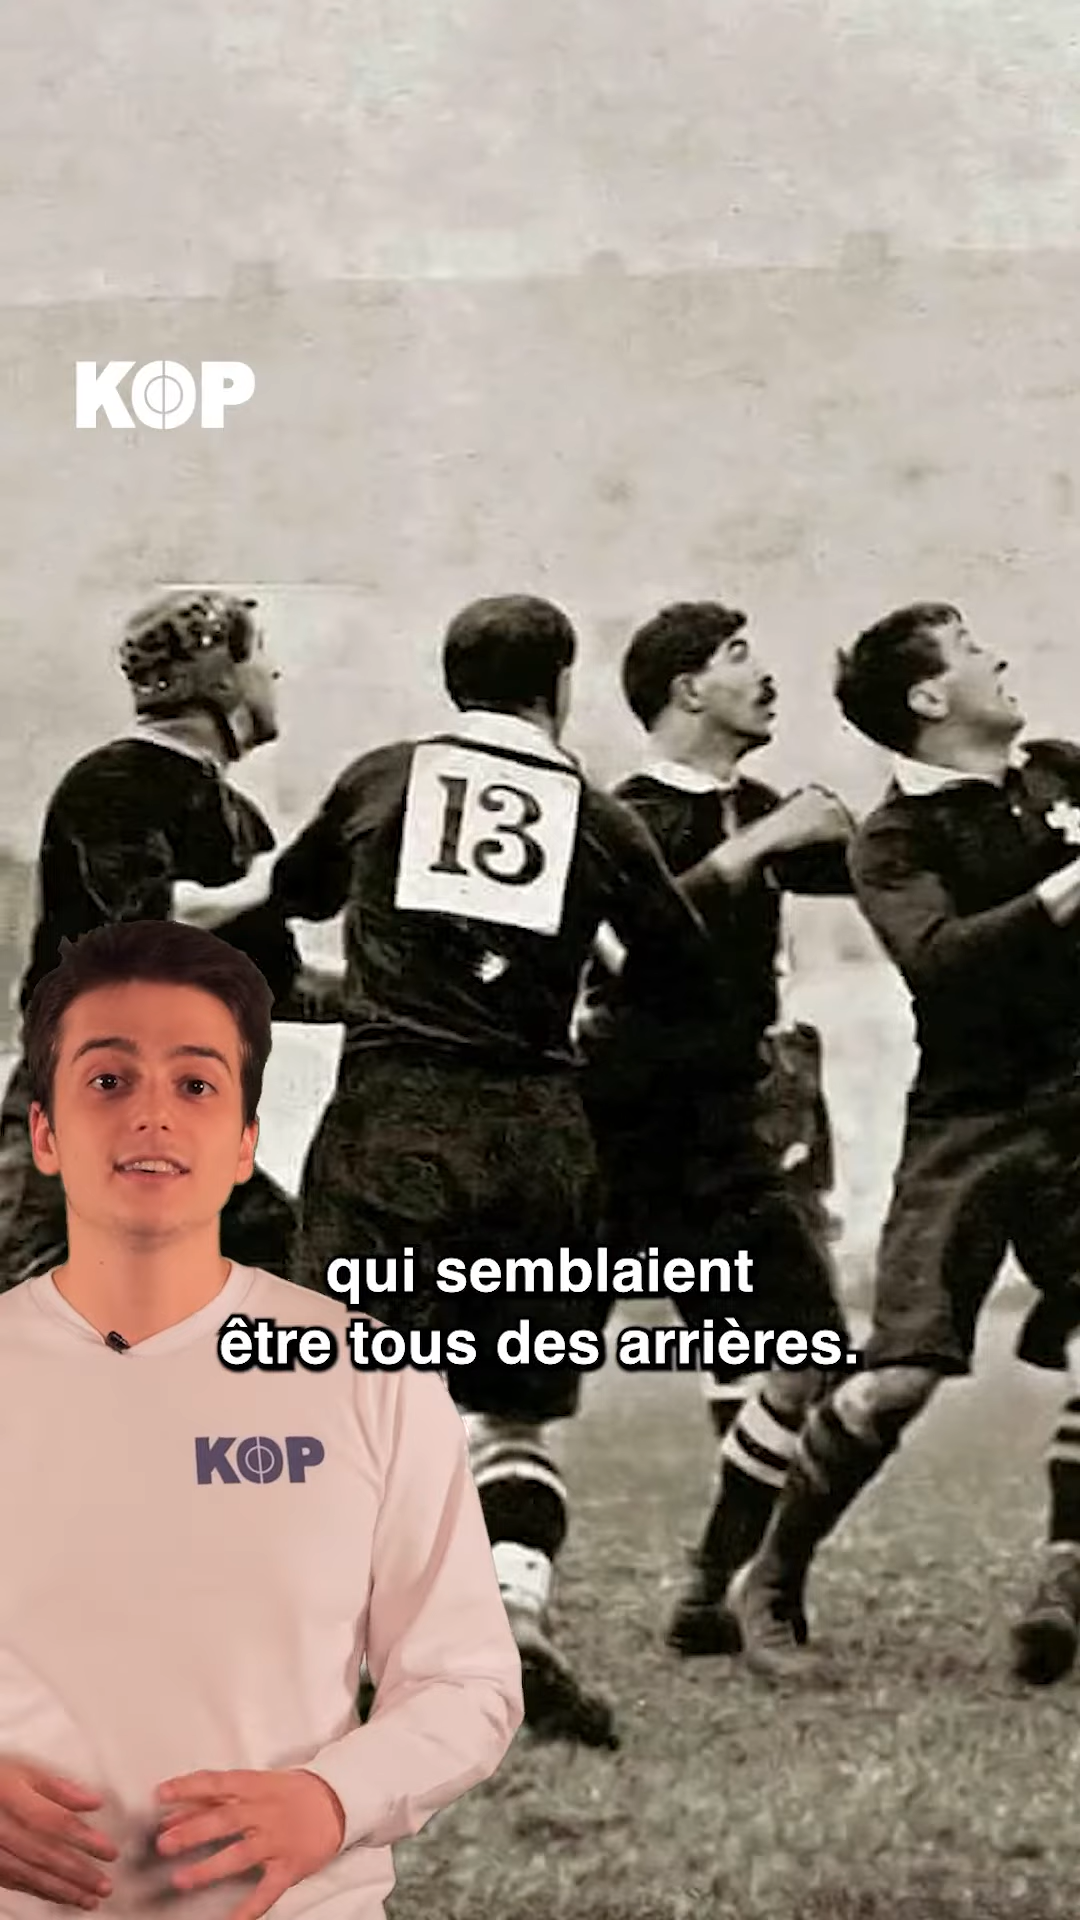 KOP
13
qui semblaient
être tous des arrières.
KOP